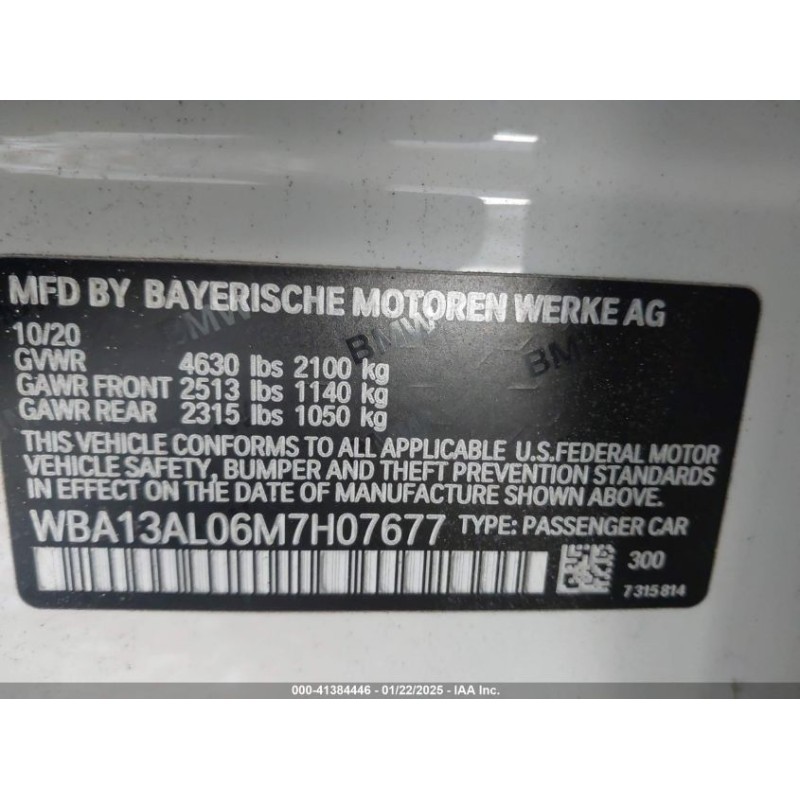 MFD BY BAYERISCHE MOTOREN WERKE AG
10/20
GVWR 4630 lbs 2100 kg
GAWR FRONT 2513 lbs 1140 kg
GAWR REAR 2315 lbs 1050 kg
THIS VEHICLE CONFORMS TO ALL APPLICABLE U.S.FEDERAL MOTOR
VEHICLE SAFETY, BUMPER AND THEFT PREVENTION STANDARDS
IN EFFECT ON THE DATE OF MANUFACTURE SHOWN ABOVE.
WBA13AL06M7H07677 TYPE: PASSENGER CAR
300
7315814
BMW BMW BMW
000-41384446 - 01/22/2025 - IAA Inc.